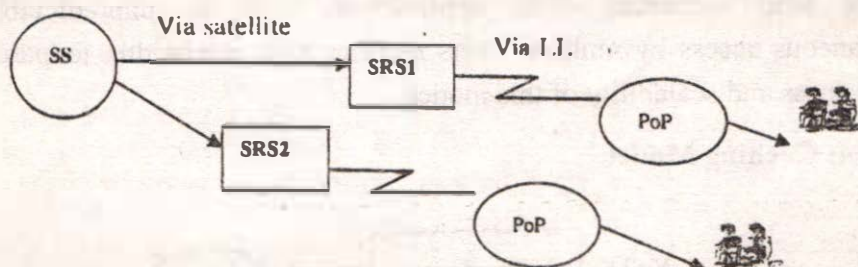 Via satellite
SS
SRS1
Via I.I.
PoP
SRS2
PoP